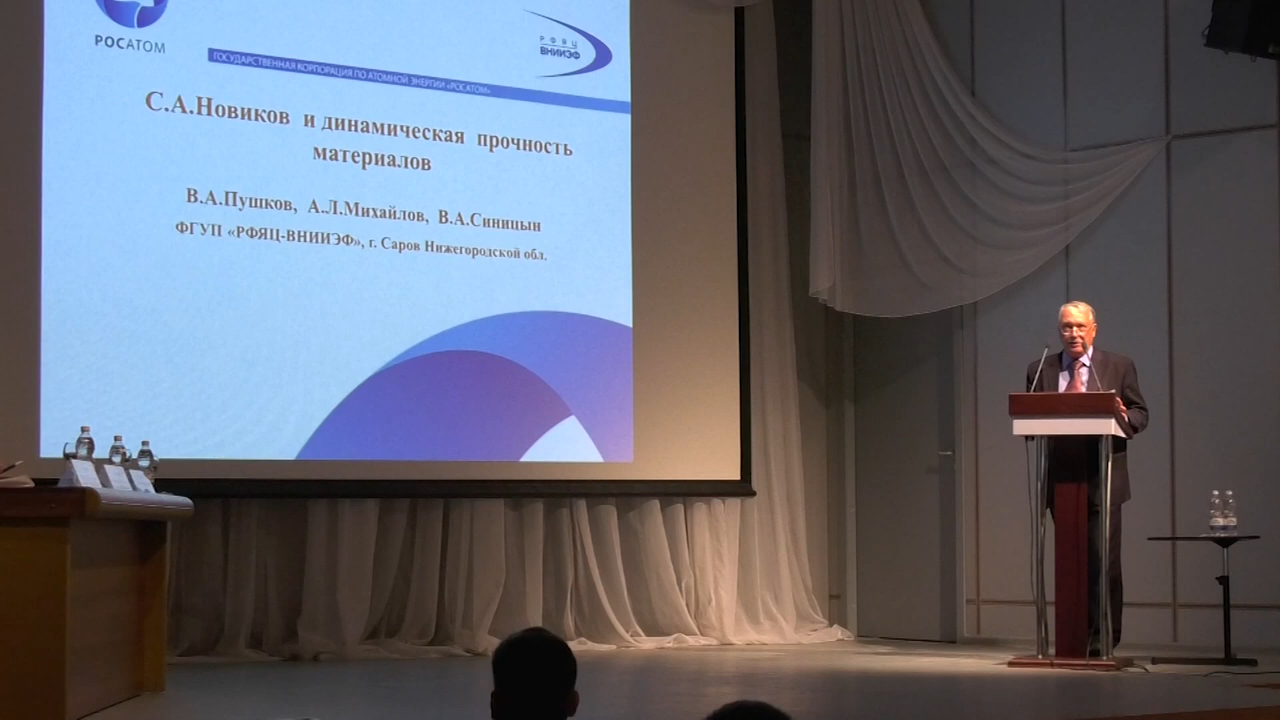 РОСАТОМ
РФЯЦ
ВНИИЭФ
ГОСУДАРСТВЕННАЯ КОРПОРАЦИЯ ПО АТОМНОЙ ЭНЕРГИИ «РОСАТОМ»
С.А.Новиков и динамическая прочность
материалов
В.А.Пушков, А.Л.Михайлов, В.А.Синицын
ФГУП «РФЯЦ-ВНИИЭФ», г. Саров Нижегородской обл.